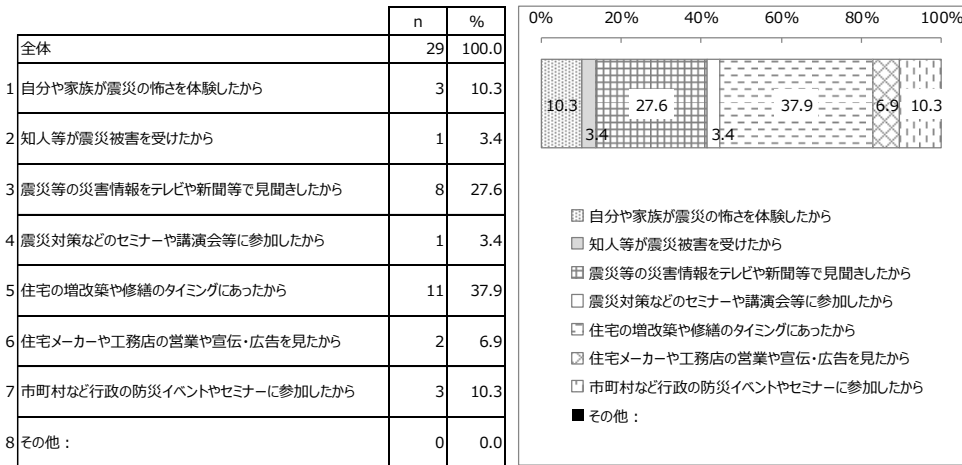 n %
全体 29 100.0
1 自分や家族が震災の怖さを体験したから 3 10.3
2 知人等が震災被害を受けたから 1 3.4
3 震災等の災害情報をテレビや新聞等で見聞きしたから 8 27.6
4 震災対策などのセミナーや講演会等に参加したから 1 3.4
5 住宅の増改築や修繕のタイミングにあったから 11 37.9
6 住宅メーカーや工務店の営業や宣伝・広告を見たから 2 6.9
7 市町村など行政の防災イベントやセミナーに参加したから 3 10.3
8 その他： 0 0.0
0% 20% 40% 60% 80% 100%
10.3 3.4 27.6 3.4 37.9 6.9 10.3
自分や家族が震災の怖さを体験したから
知人等が震災被害を受けたから
震災等の災害情報をテレビや新聞等で見聞きしたから
震災対策などのセミナーや講演会等に参加したから
住宅の増改築や修繕のタイミングにあったから
住宅メーカーや工務店の営業や宣伝・広告を見たから
市町村など行政の防災イベントやセミナーに参加したから
その他：